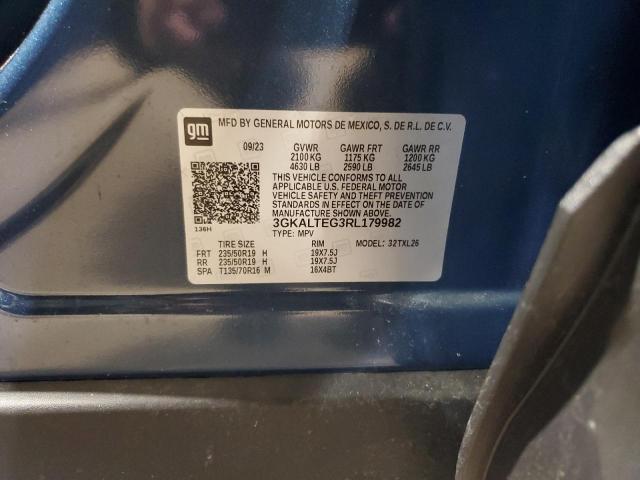 gm
MFD BY GENERAL MOTORS DE MEXICO, S. DE R.L. DE C.V.
09/23 GVWR GAWR FRT GAWR RR
2100 KG 1175 KG 1200 KG
4630 LB 2590 LB 2645 LB
THIS VEHICLE CONFORMS TO ALL
APPLICABLE U.S. FEDERAL MOTOR
VEHICLE SAFETY AND THEFT PREVENTION
STANDARDS IN EFFECT ON THE DATE OF
MANUFACTURE SHOWN ABOVE.
3GKALTEG3RL179982
136H
TYPE: MPV
TIRE SIZE RIM MODEL: 32TXL26
FRT 235/50R19 H 19X7.5J
RR 235/50R19 H 19X7.5J
SPA T135/70R16 M 16X4BT